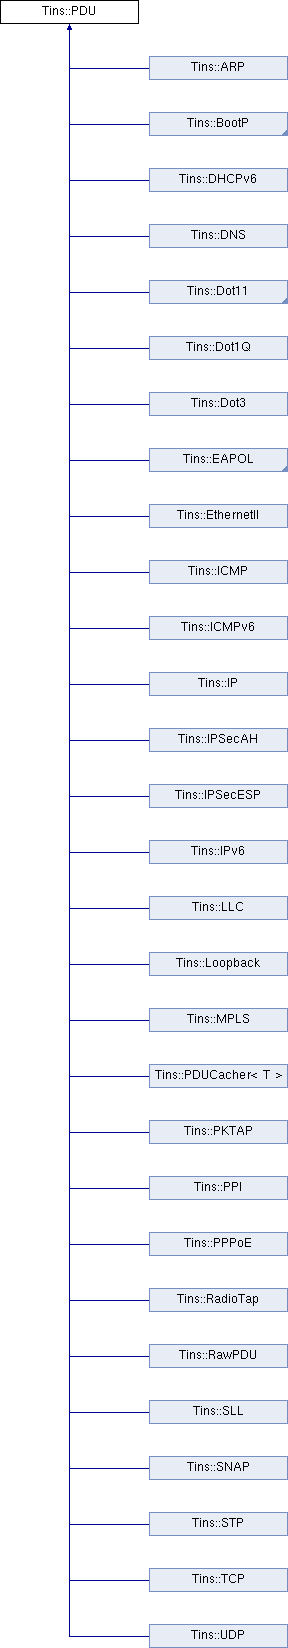 Tins::PDU
Tins::ARP
Tins::BootP
Tins::DHCPv6
Tins::DNS
Tins::Dot11
Tins::Dot1Q
Tins::Dot3
Tins::EAPOL
Tins::EthernetII
Tins::ICMP
Tins::ICMPv6
Tins::IP
Tins::IPSecAH
Tins::IPSecESP
Tins::IPv6
Tins::LLC
Tins::Loopback
Tins::MPLS
Tins::PDUCacher< T >
Tins::PKTAP
Tins::PPI
Tins::PPPoE
Tins::RadioTap
Tins::RawPDU
Tins::SLL
Tins::SNAP
Tins::STP
Tins::TCP
Tins::UDP